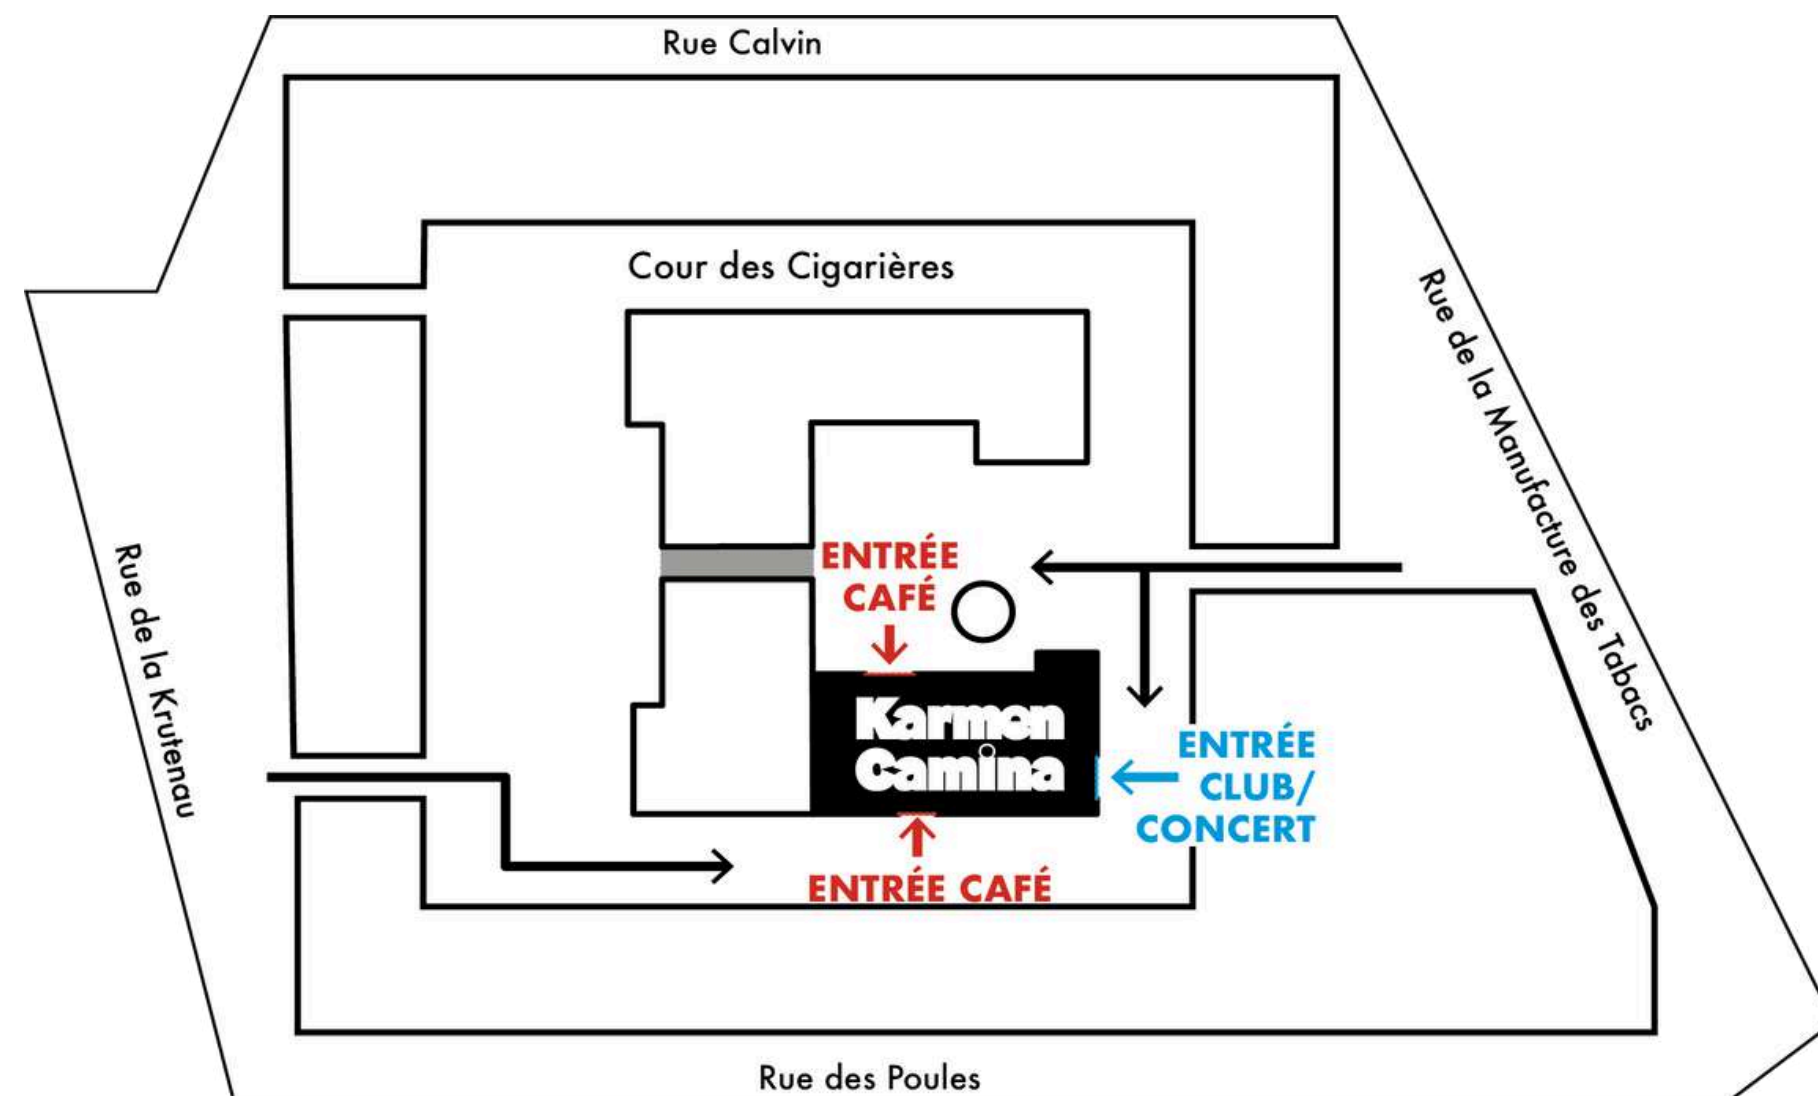 Rue Calvin
Cour des Cigarières
Rue de la Manufacture des Tabacs
Rue de la Krutenau
ENTRÉE
CAFÉ
Karmen
Camina
ENTRÉE
CLUB/
CONCERT
ENTRÉE CAFÉ
Rue des Poules